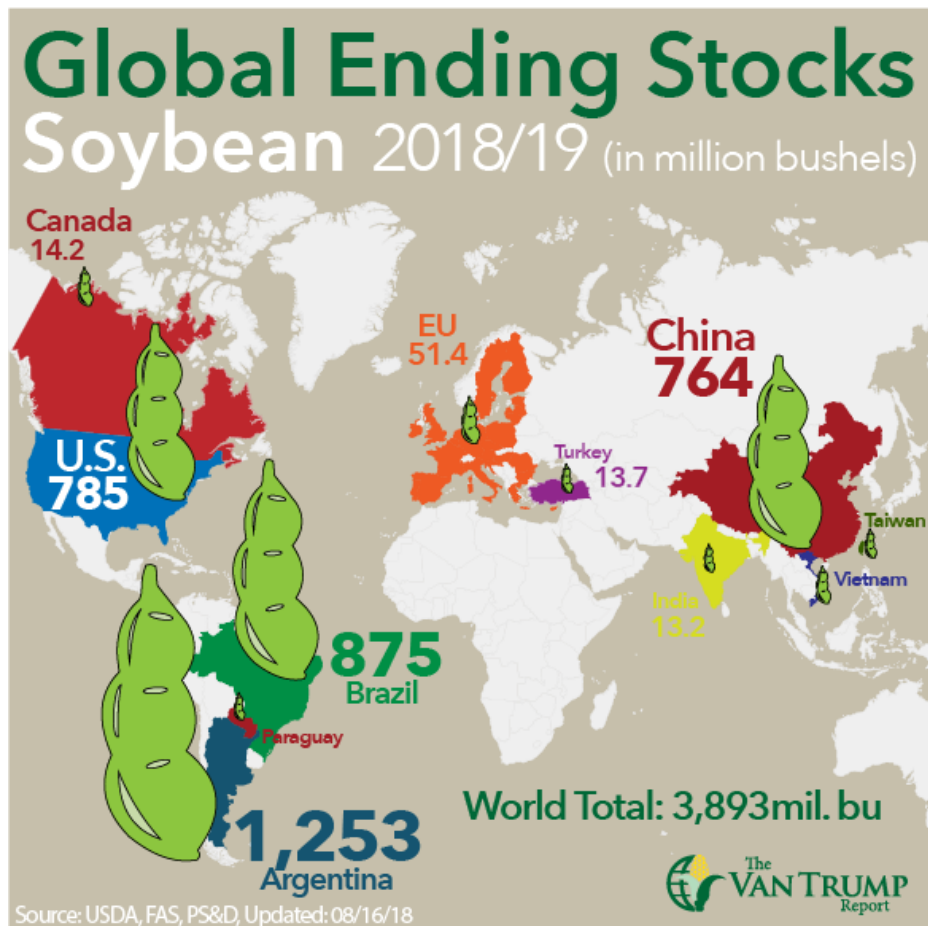 Global Ending Stocks
Soybean 2018/19 (in million bushels)
Canada
14.2
EU
51.4
China
764
U.S.
785
Turkey
13.7
Taiwan
Vietnam
India
13.2
875
Brazil
Paraguay
1,253
Argentina
World Total: 3,893mil. bu
The
VAN TRUMP
Report
Source: USDA, FAS, PS&D, Updated: 08/16/18